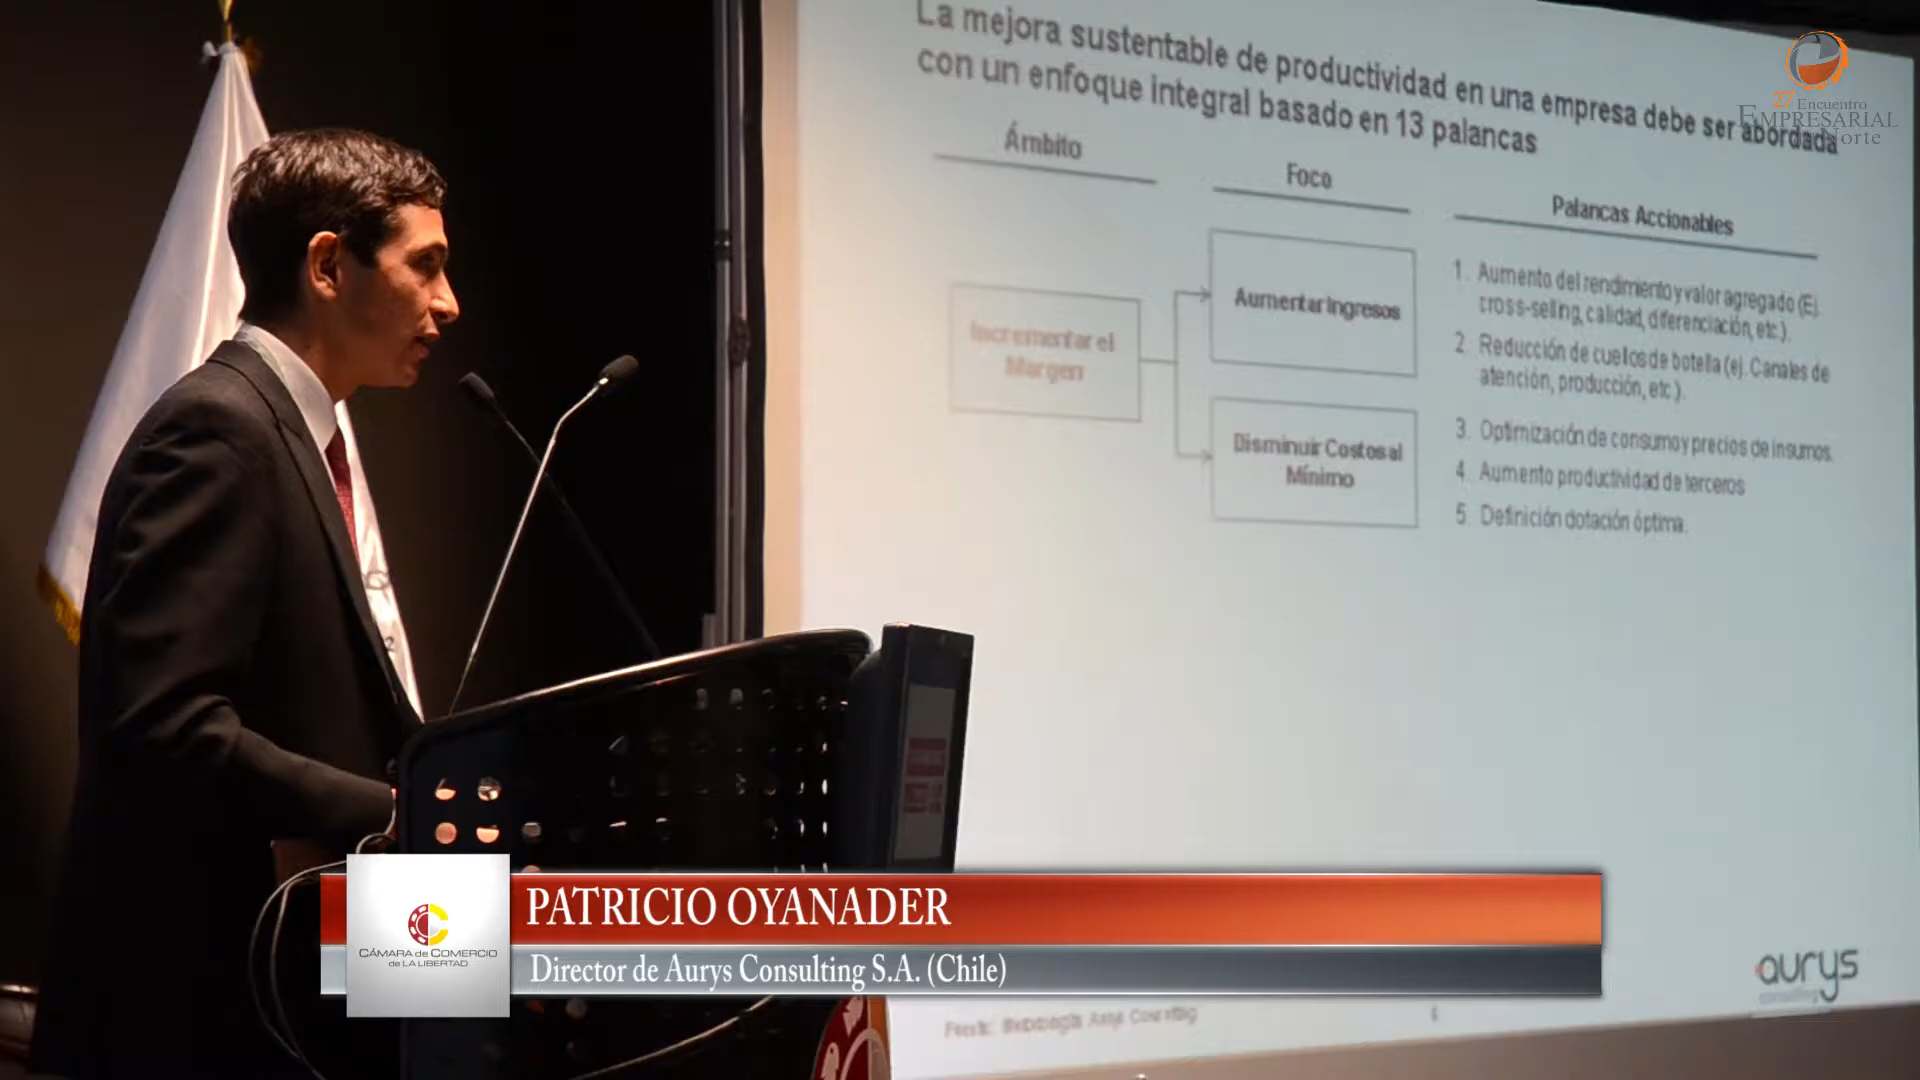 La mejora sustentable de productividad en una empresa debe ser abordada
con un enfoque integral basado en 13 palancas
27 Encuentro
EMPRESARIAL
Norte
Ámbito
Foco
Palancas Accionables
Incrementar el
Margen
Aumentar Ingresos
1. Aumento del rendimiento y valor agregado (Ej.
cross-selling, calidad, diferenciación, etc.).
2. Reducción de cuellos de botella (ej. Canales de
atención, producción, etc.).
Disminuir Costos al
Mínimo
3. Optimización de consumo y precios de insumos.
4. Aumento productividad de terceros
5. Definición dotación óptima.
PATRICIO OYANADER
CÁMARA de COMERCIO
de LA LIBERTAD
Director de Aurys Consulting S.A. (Chile)
aurys
consulting